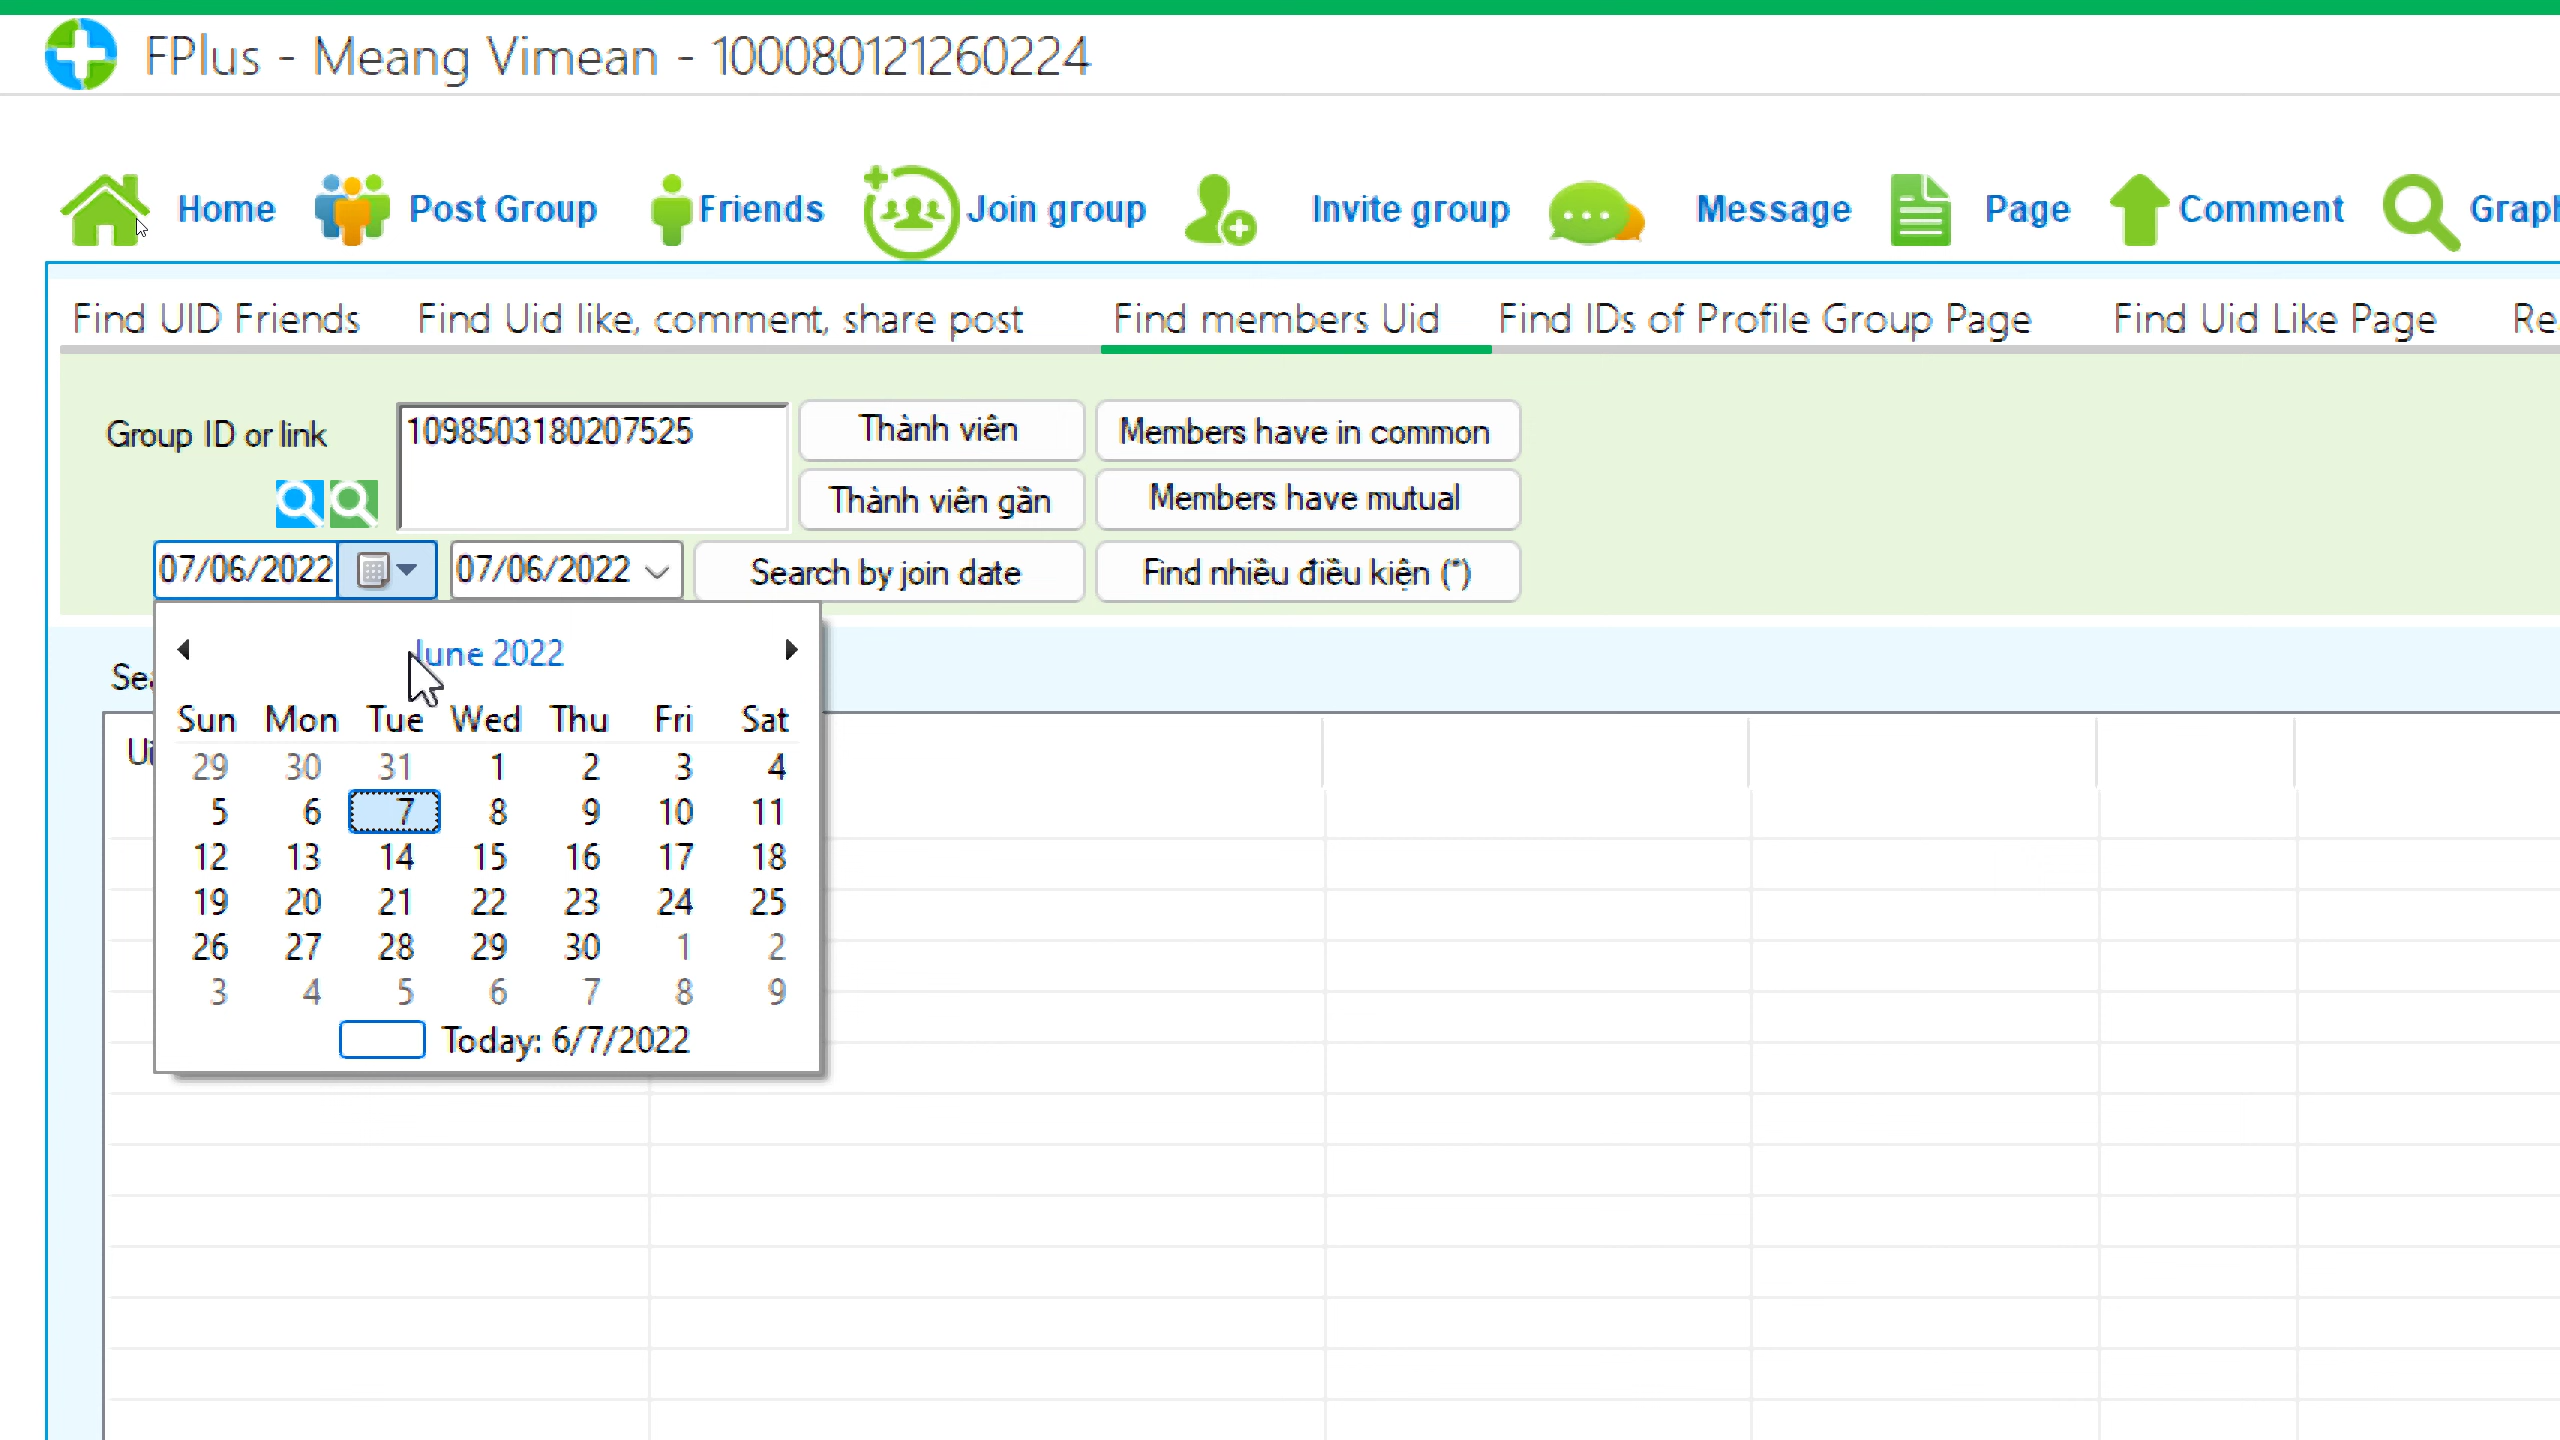 FPlus - Meang Vimean - 100080121260224
Home Post Group Friends Join group Invite group Message Page Comment Graph
Find UID Friends Find Uid like, comment, share post Find members Uid Find IDs of Profile Group Page Find Uid Like Page Re
Group ID or link 1098503180207525 Thành viên Members have in common
Thành viên gần Members have mutual
07/06/2022 07/06/2022 Search by join date Find nhiều điều kiện (*)
June 2022
Sun Mon Tue Wed Thu Fri Sat
29 30 31 1 2 3 4
5 6 7 8 9 10 11
12 13 14 15 16 17 18
19 20 21 22 23 24 25
26 27 28 29 30 1 2
3 4 5 6 7 8 9
Today: 6/7/2022